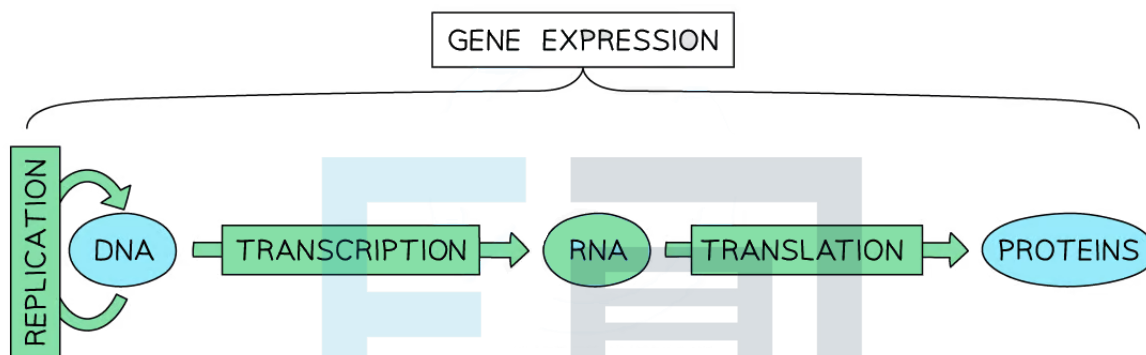 GENE EXPRESSION
REPLICATION
DNA
TRANSCRIPTION
RNA
TRANSLATION
PROTEINS